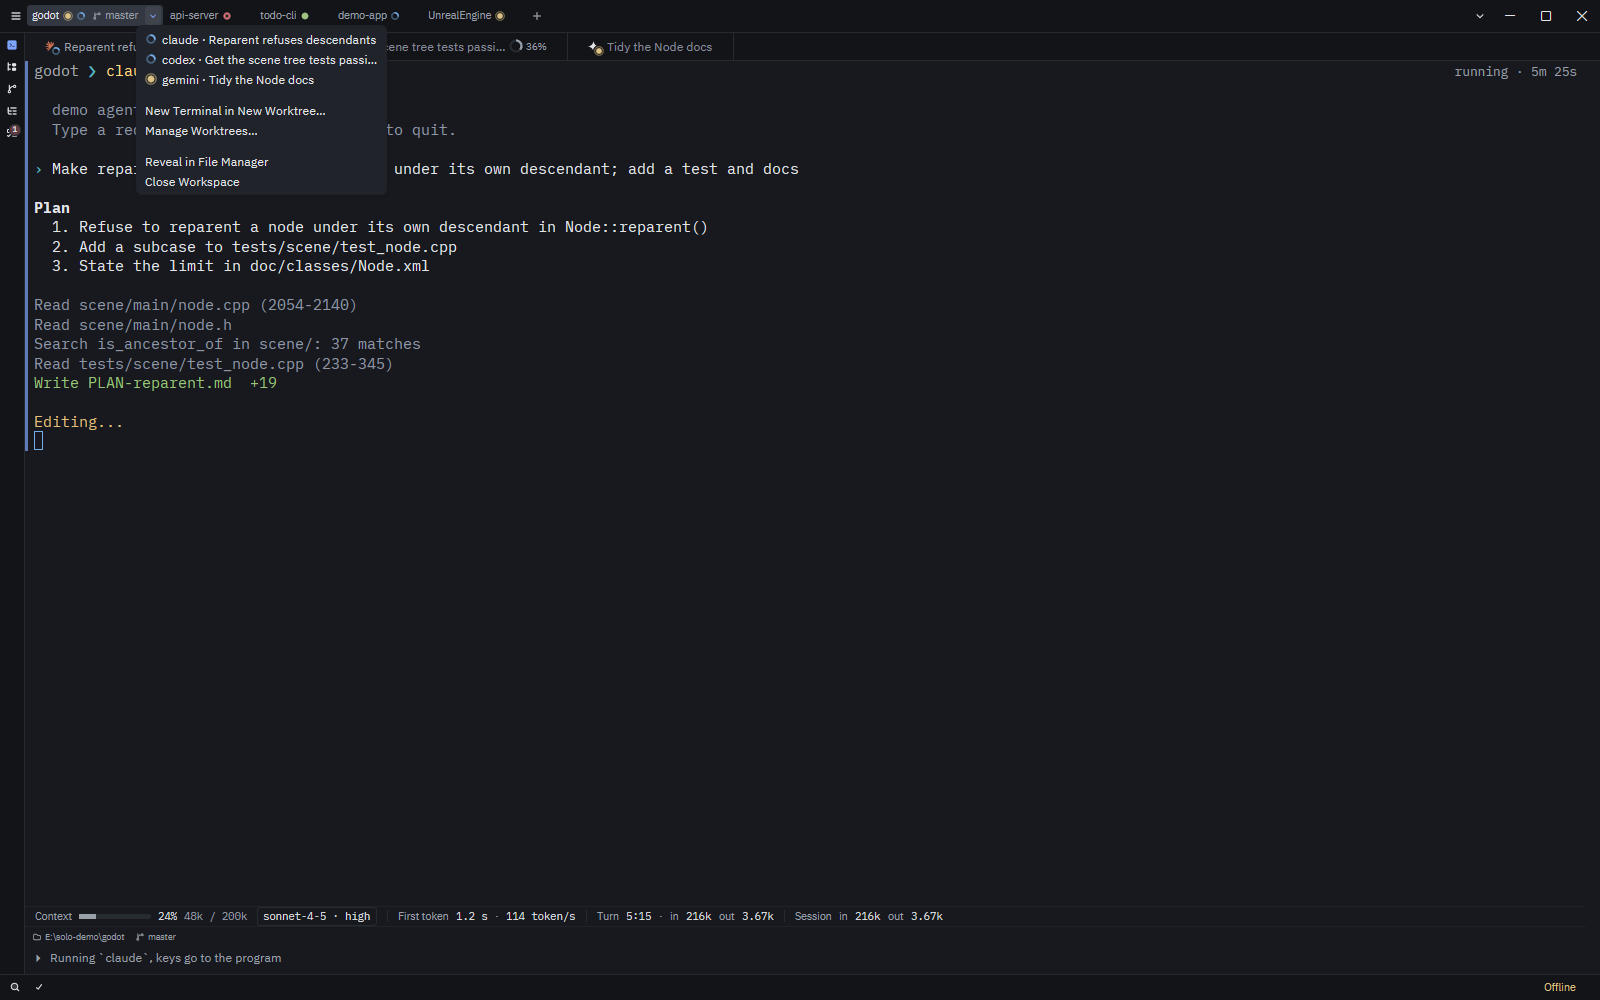 godot master api-server todo-cli demo-app UnrealEngine
Reparent refu
cene tree tests passi... 36%
Tidy the Node docs
claude · Reparent refuses descendants
codex · Get the scene tree tests passi...
gemini · Tidy the Node docs
New Terminal in New Worktree...
Manage Worktrees...
Reveal in File Manager
Close Workspace
godot ❯ clau
running · 5m 25s
demo agent
Type a req
to quit.
1
› Make repar
under its own descendant; add a test and docs
Plan
1. Refuse to reparent a node under its own descendant in Node::reparent()
2. Add a subcase to tests/scene/test_node.cpp
3. State the limit in doc/classes/Node.xml
Read scene/main/node.cpp (2054-2140)
Read scene/main/node.h
Search is_ancestor_of in scene/: 37 matches
Read tests/scene/test_node.cpp (233-345)
Write PLAN-reparent.md +19
Editing...
Context 24% 48k / 200k sonnet-4-5 · high First token 1.2 s · 114 token/s Turn 5:15 · in 216k out 3.67k Session in 216k out 3.67k
E:\solo-demo\godot master
Running `claude`, keys go to the program
Offline